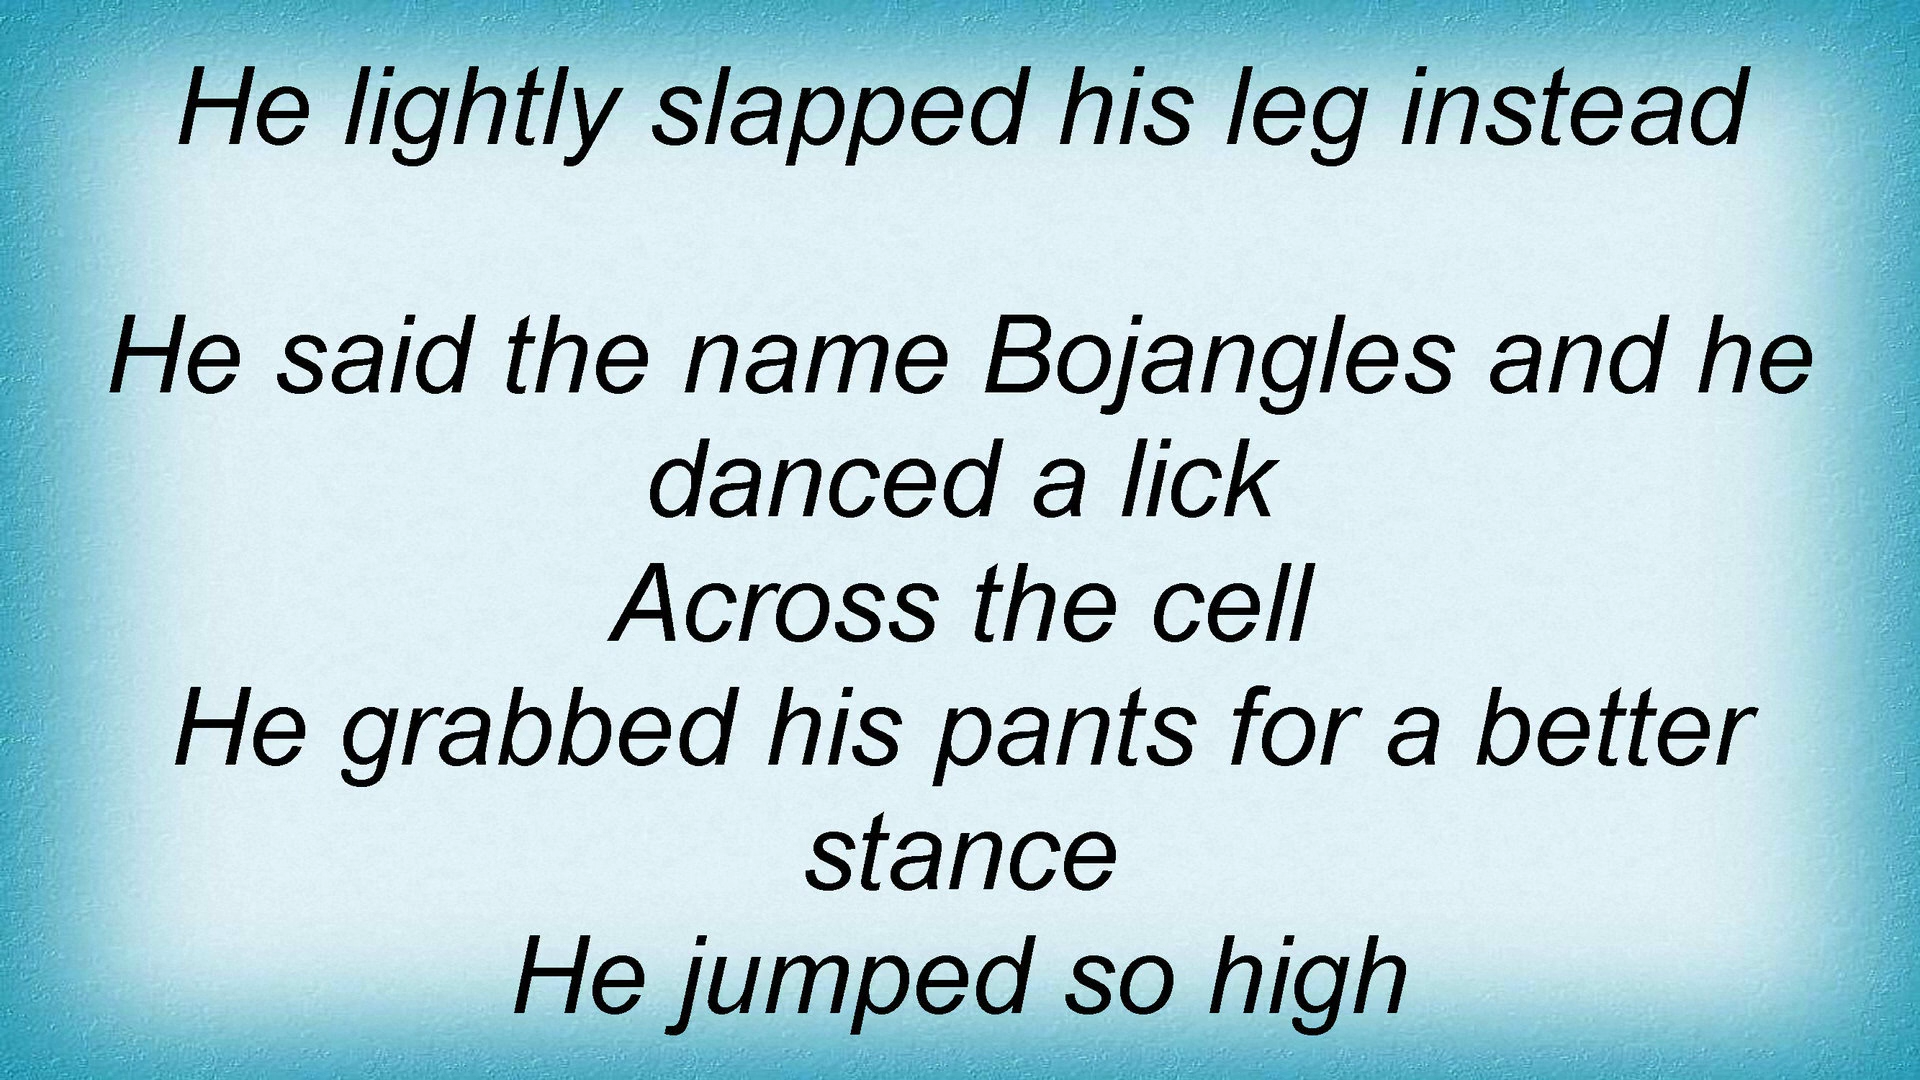 He lightly slapped his leg instead
He said the name Bojangles and he
danced a lick
Across the cell
He grabbed his pants for a better
stance
He jumped so high